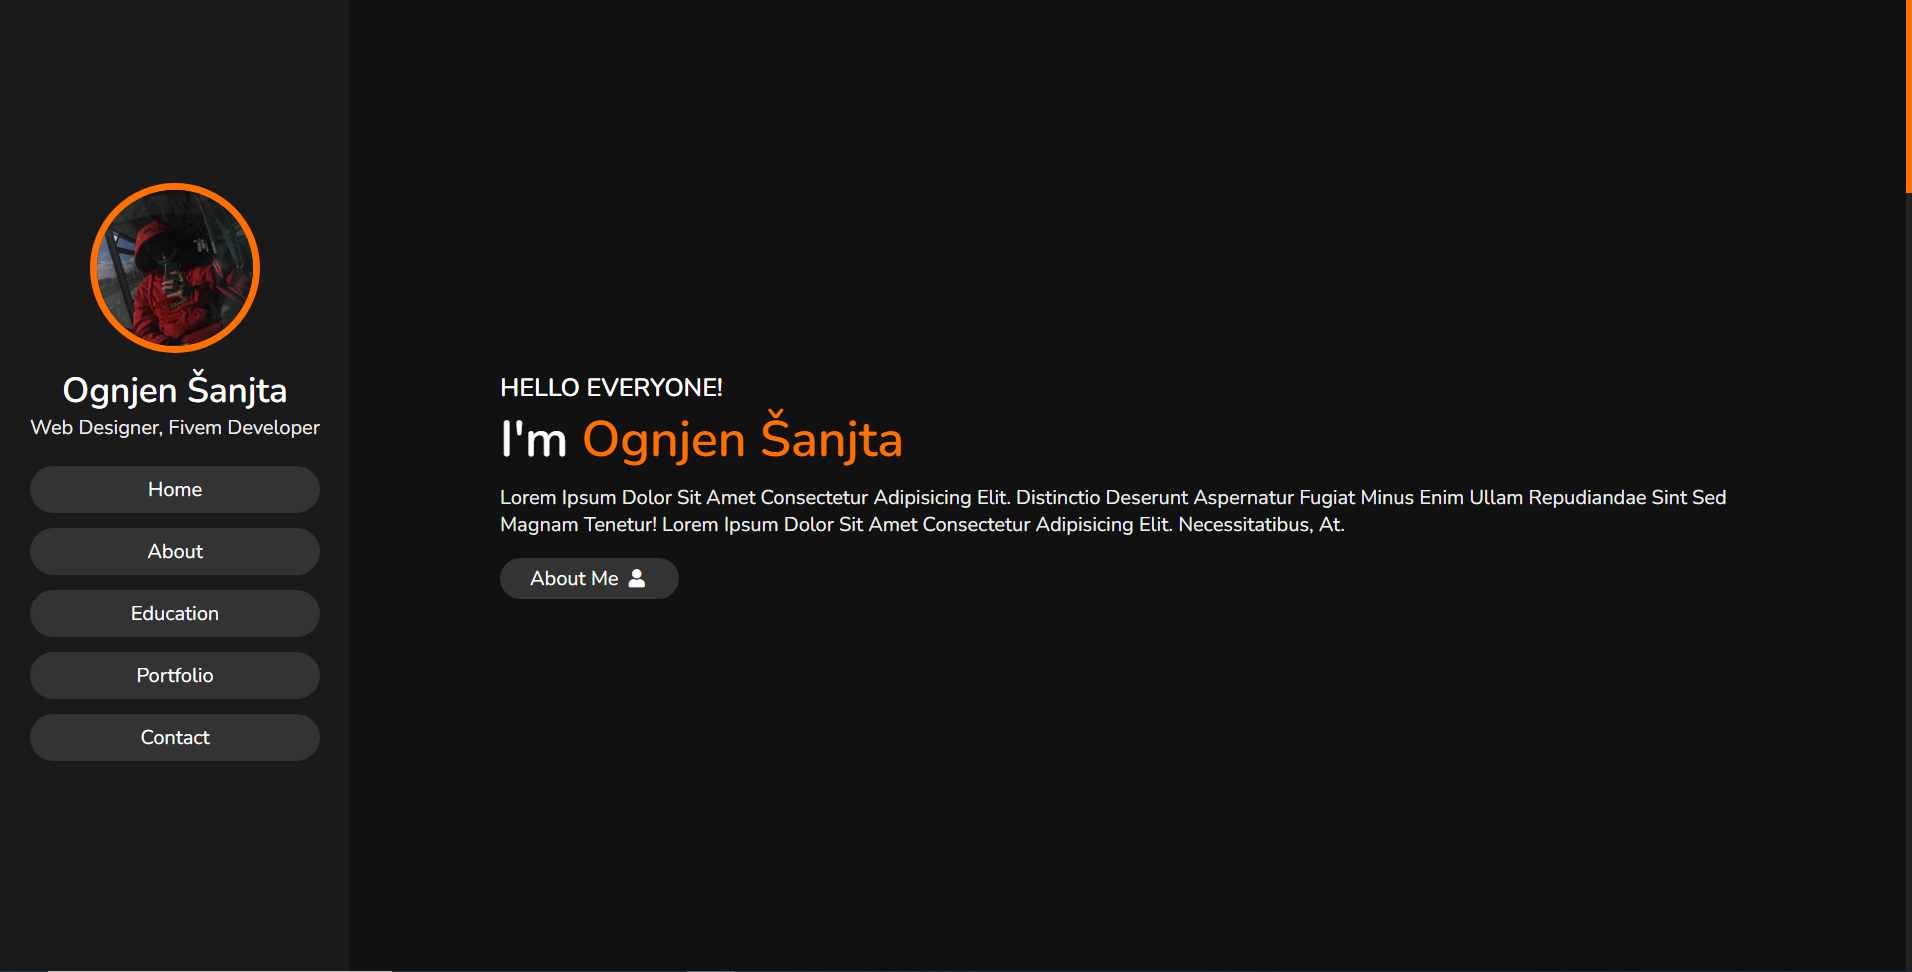 Ognjen Šanjta
Web Designer, Fivem Developer
Home
About
Education
Portfolio
Contact
HELLO EVERYONE!
I'm Ognjen Šanjta
Lorem Ipsum Dolor Sit Amet Consectetur Adipisicing Elit. Distinctio Deserunt Aspernatur Fugiat Minus Enim Ullam Repudiandae Sint Sed
Magnam Tenetur! Lorem Ipsum Dolor Sit Amet Consectetur Adipisicing Elit. Necessitatibus, At.
About Me